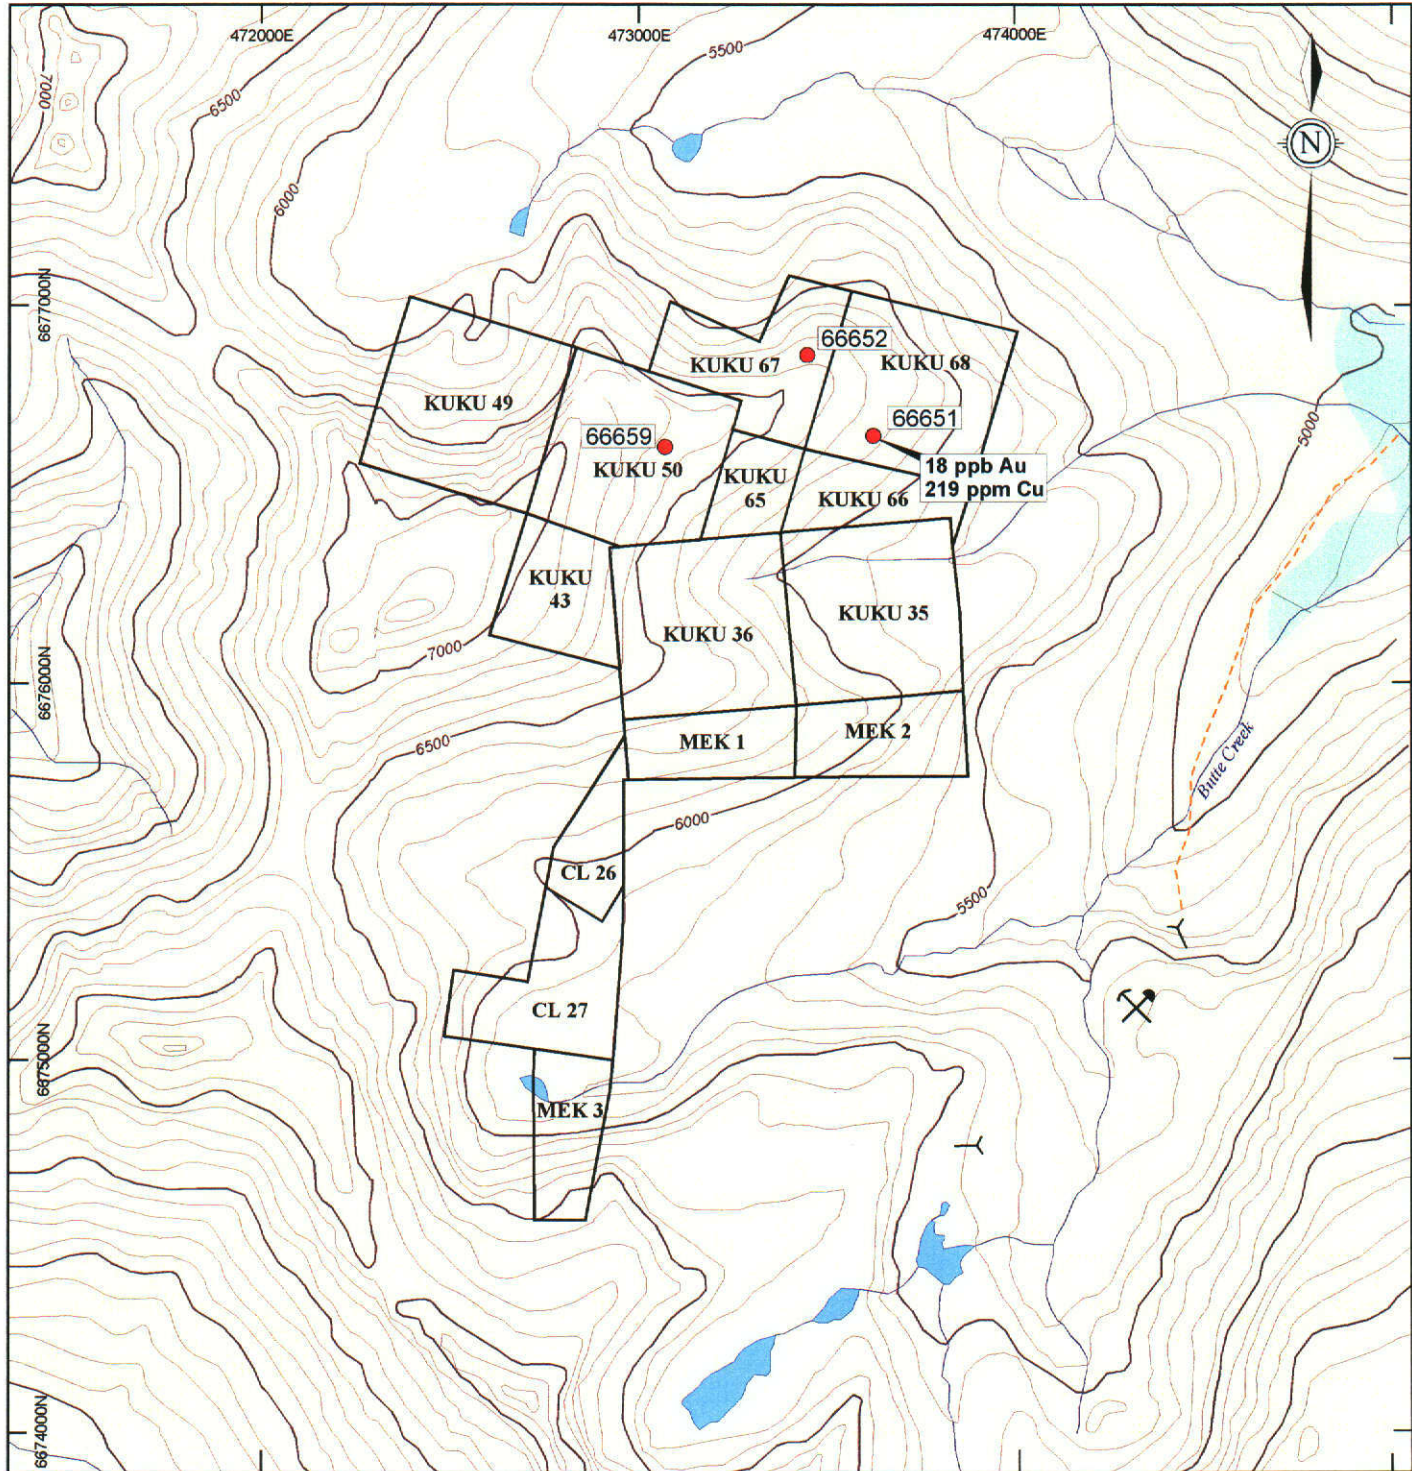 472000E
473000E
474000E
5500
7000
6500
N
6000
6677000N
66652
KUKU 67
KUKU 68
KUKU 49
66651
66659
5000
KUKU 50
18 ppb Au
219 ppm Cu
KUKU
65
KUKU 66
KUKU
43
KUKU 35
KUKU 36
7000
6676000N
MEK 1
MEK 2
6500
Butte Creek
6000
CL 26
5500
CL 27
6675000N
MEK 3
6674000N